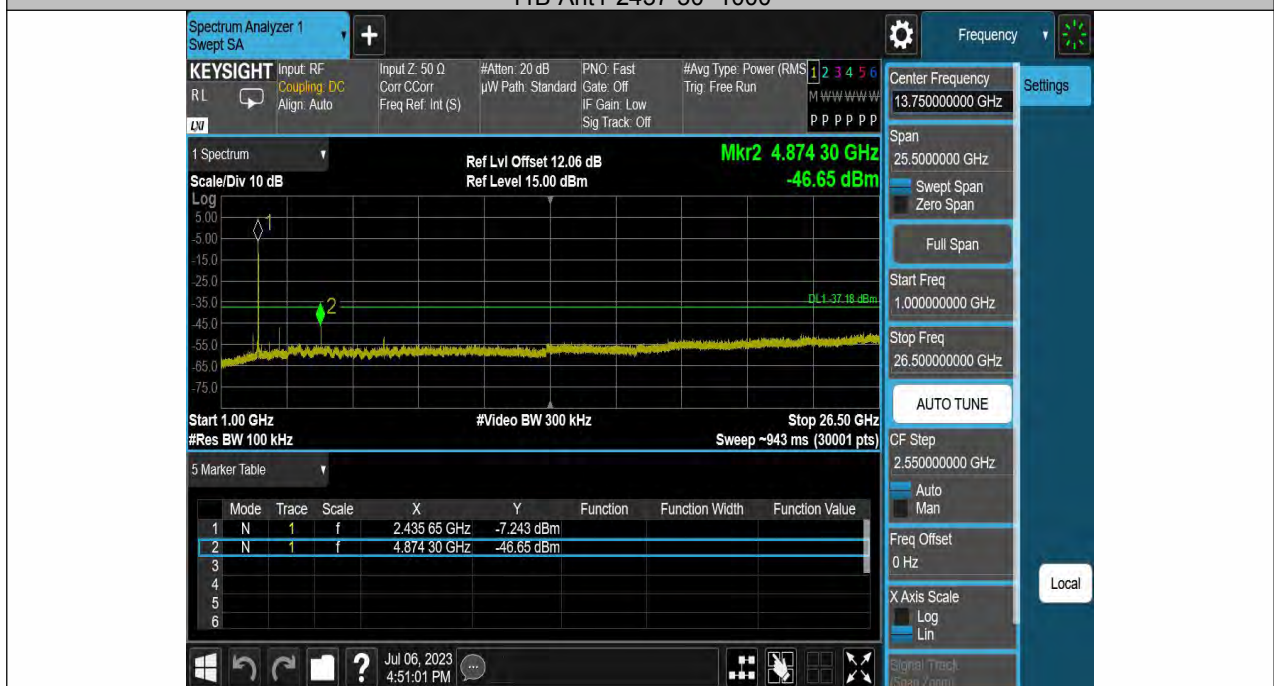 Spectrum Analyzer 1
Swept SA
+
Frequency
KEYSIGHT
RL
LXI
Input: RF
Coupling: DC
Align: Auto
Input Z: 50 Ω
Corr CCorr
Freq Ref: Int (S)
#Atten: 20 dB
µW Path: Standard
PNO: Fast
Gate: Off
IF Gain: Low
Sig Track: Off
#Avg Type: Power (RMS
Trig: Free Run
1 2 3 4 5 6
M W W W W W
P P P P P P
1 Spectrum
Scale/Div 10 dB
Ref Lvl Offset 12.06 dB
Ref Level 15.00 dBm
Mkr2 4.874 30 GHz
-46.65 dBm
Log
5.00
-5.00
-15.0
-25.0
-35.0
-45.0
-55.0
-65.0
-75.0
1
2
DL1 -37.18 dBm
Start 1.00 GHz
#Res BW 100 kHz
#Video BW 300 kHz
Stop 26.50 GHz
Sweep ~943 ms (30001 pts)
5 Marker Table
Mode Trace Scale X Y Function Function Width Function Value
1 N 1 f 2.435 65 GHz -7.243 dBm
2 N 1 f 4.874 30 GHz -46.65 dBm
3
4
5
6
?
Jul 06, 2023
4:51:01 PM
Center Frequency
13.750000000 GHz
Settings
Span
25.5000000 GHz
Swept Span
Zero Span
Full Span
Start Freq
1.000000000 GHz
Stop Freq
26.500000000 GHz
AUTO TUNE
CF Step
2.550000000 GHz
Auto
Man
Freq Offset
0 Hz
X Axis Scale
Log
Lin
Local
Signal Track